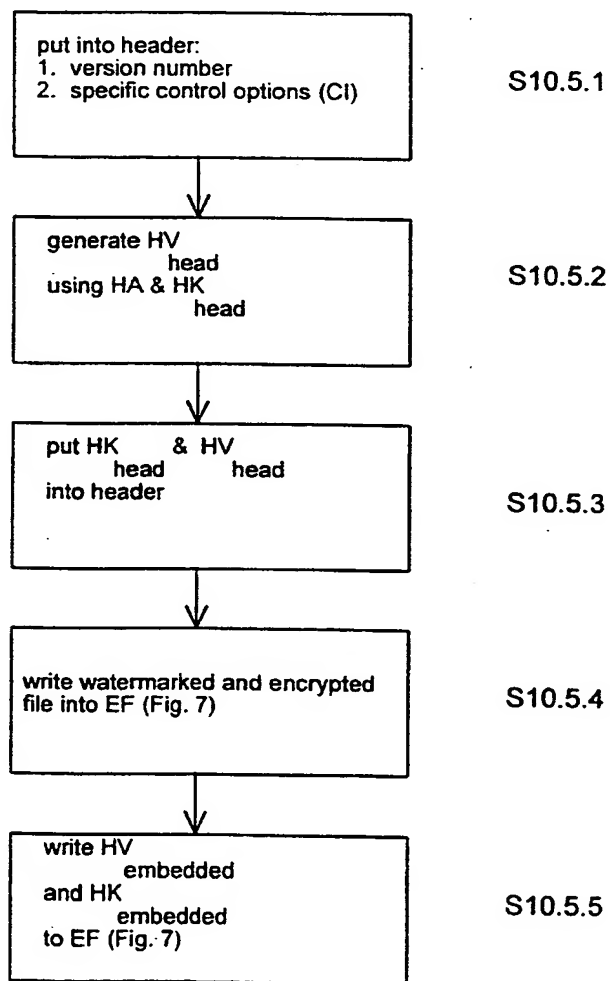 put into header:
1. version number
2. specific control options (CI)
S10.5.1
generate HV
head
using HA & HK
head
S10.5.2
put HK & HV
head head
into header
S10.5.3
write watermarked and encrypted
file into EF (Fig. 7)
S10.5.4
write HV
embedded
and HK
embedded
to EF (Fig. 7)
S10.5.5